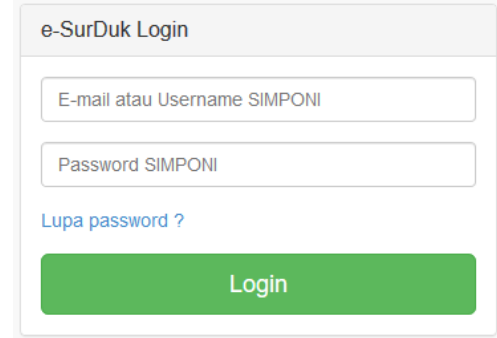 e-SurDuk Login
E-mail atau Username SIMPONI
Password SIMPONI
Lupa password ?
Login